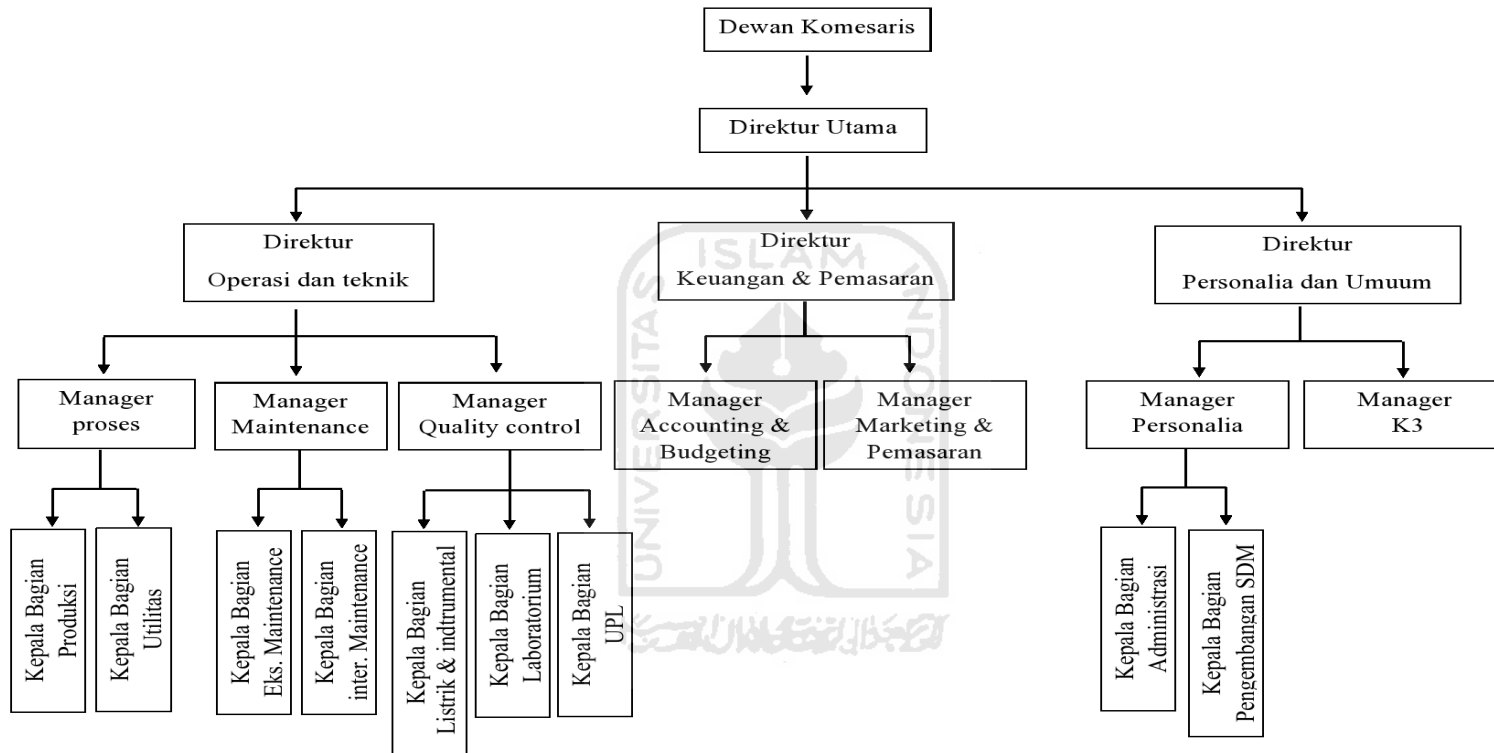 Dewan Komesaris
Direktur Utama
Direktur
Operasi dan teknik
Direktur
Keuangan & Pemasaran
Direktur
Personalia dan Umuum
Manager
proses
Manager
Maintenance
Manager
Quality control
Manager
Accounting &
Budgeting
Manager
Marketing &
Pemasaran
Manager
Personalia
Manager
K3
Kepala Bagian
Produksi
Kepala Bagian
Utilitas
Kepala Bagian
Eks. Maintenance
Kepala Bagian
inter. Maintenance
Kepala Bagian
Listrik & indtrumental
Kepala Bagian
Laboratorium
Kepala Bagian
UPL
Kepala Bagian
Administrasi
Kepala Bagian
Pengembangan SDM
UNIVERSITAS
ISLAM
INDONESIA